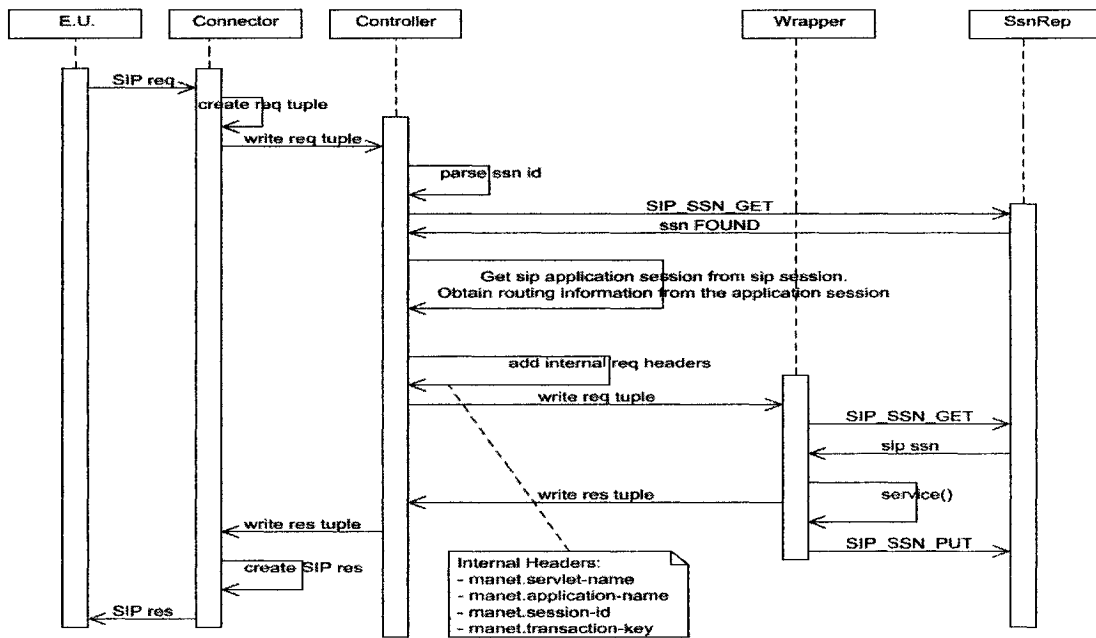 E.U.
Connector
Controller
Wrapper
SsnRep
SIP req
create req tuple
write req tuple
parse ssn id
SIP_SSN_GET
ssn FOUND
Get sip application session from sip session.
Obtain routing information from the application session
add internal req headers
write req tuple
SIP_SSN_GET
sip ssn
service()
write res tuple
write res tuple
SIP_SSN_PUT
create SIP res
SIP res
Internal Headers:
- manet.servlet-name
- manet.application-name
- manet.session-id
- manet.transaction-key